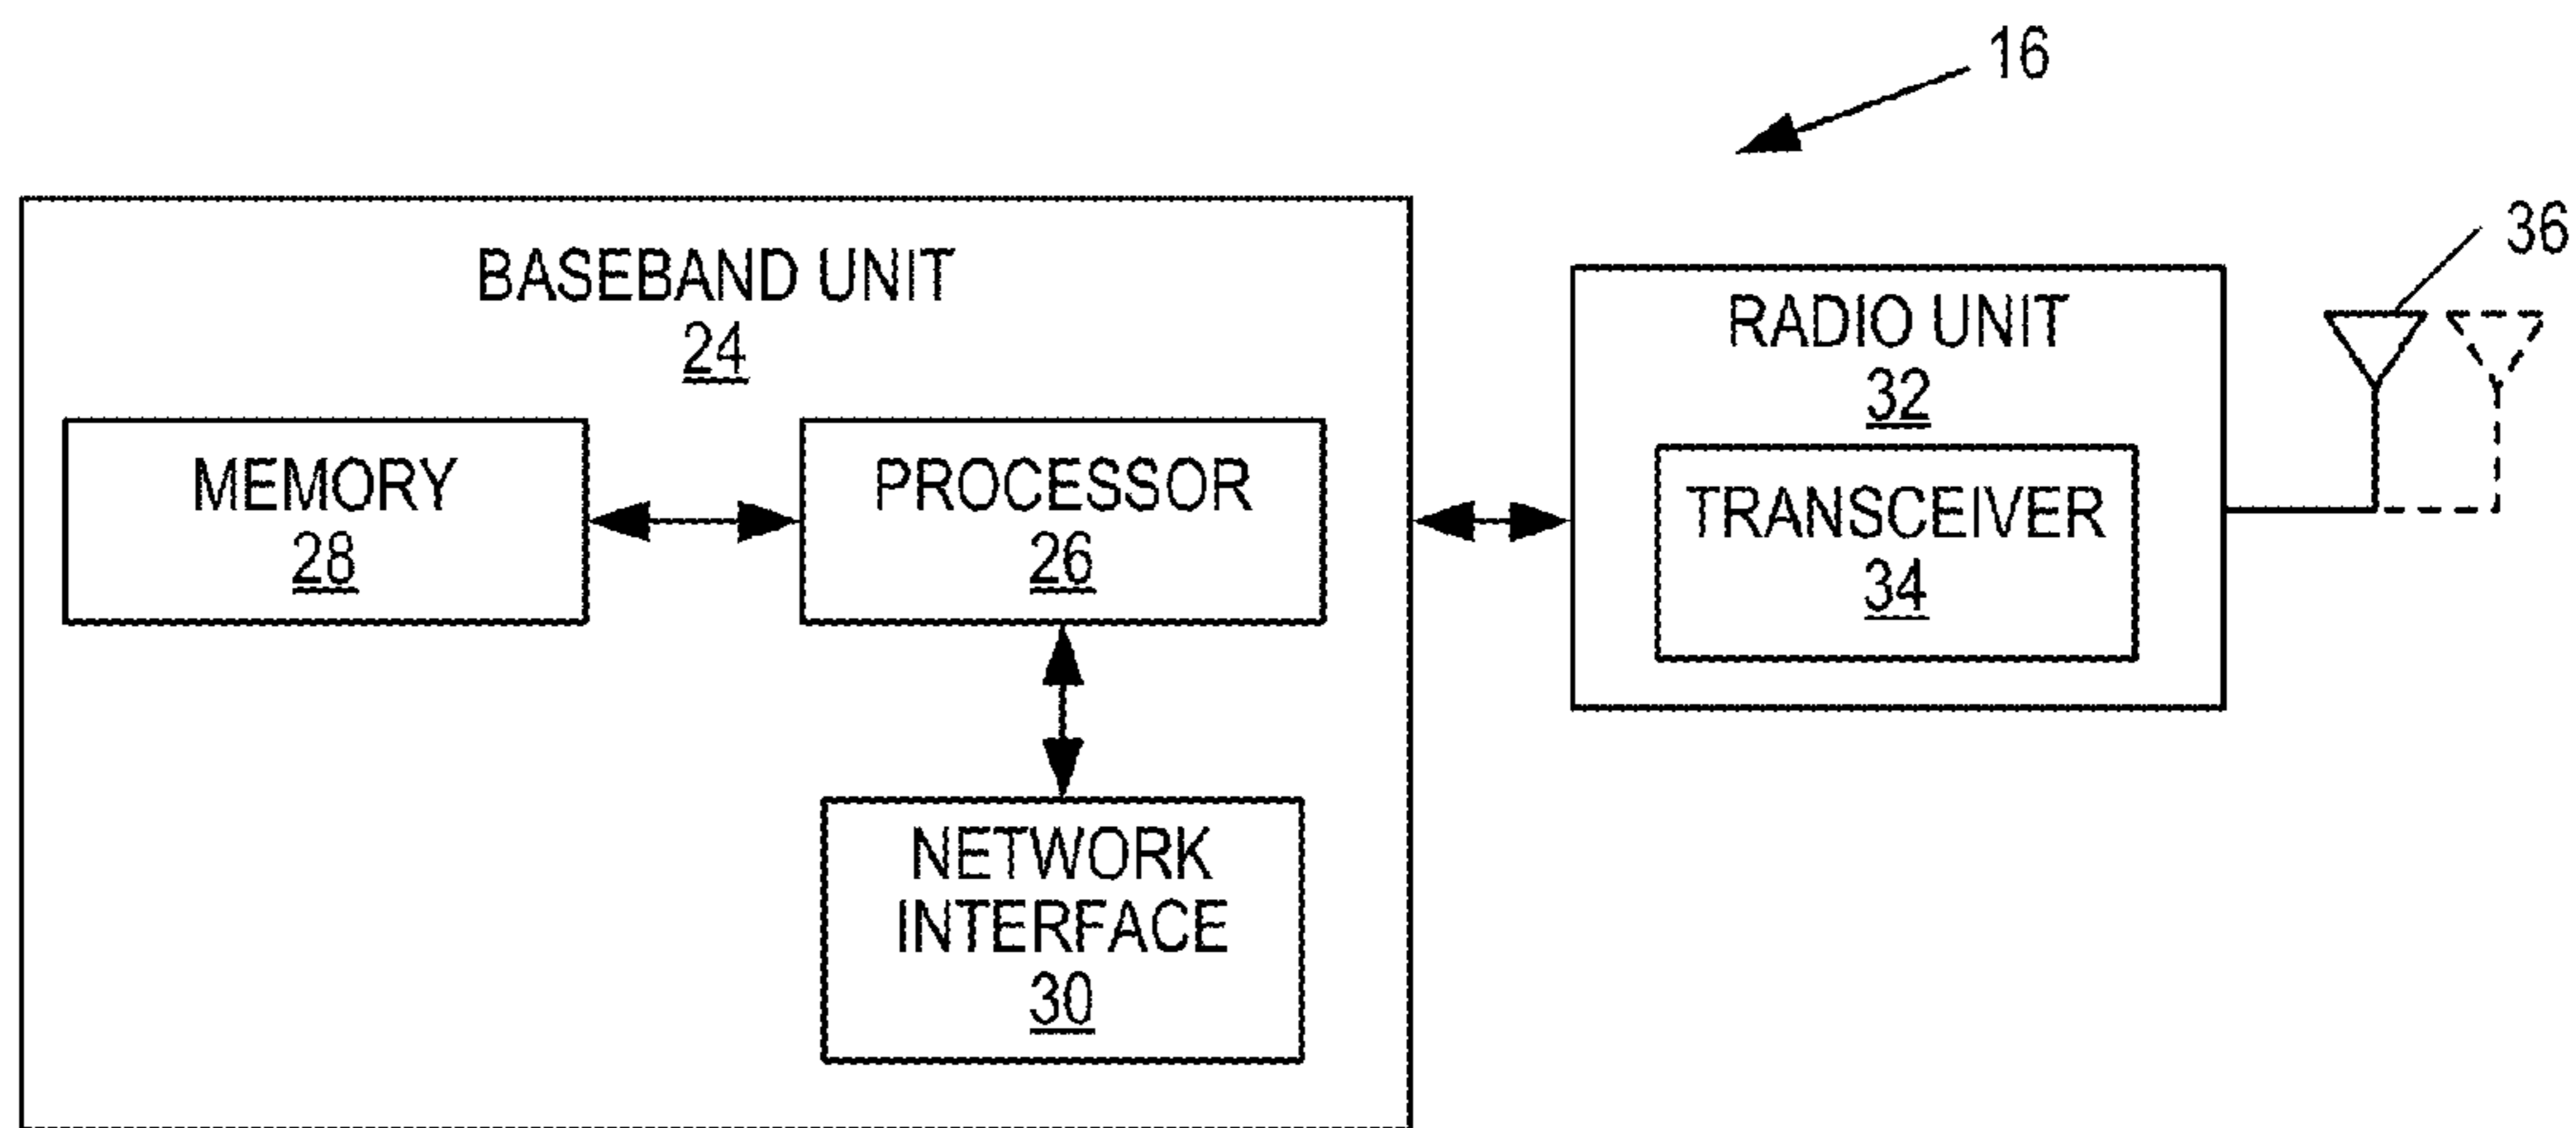 16
BASEBAND UNIT
24
MEMORY
28
PROCESSOR
26
NETWORK
INTERFACE
30
RADIO UNIT
32
TRANSCEIVER
34
36